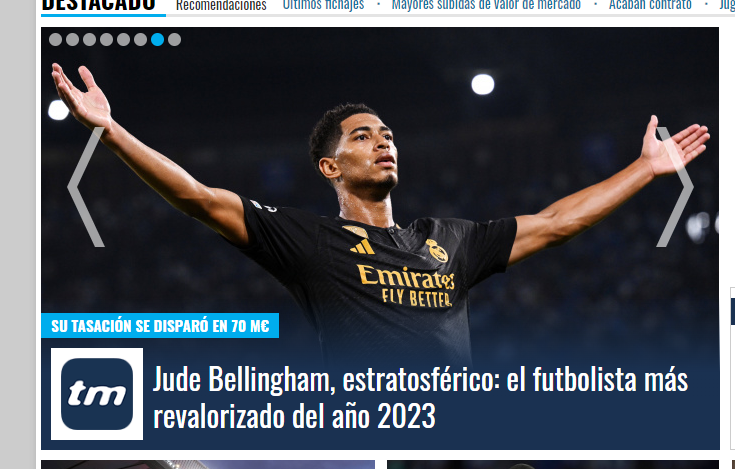 DESTACADO Recomendaciones Últimos fichajes • Mayores subidas de valor de mercado • Acaban contrato •
Emirates
FLY BETTER
SU TASACIÓN SE DISPARÓ EN 70 M€
tm
Jude Bellingham, estratosférico: el futbolista más
revalorizado del año 2023